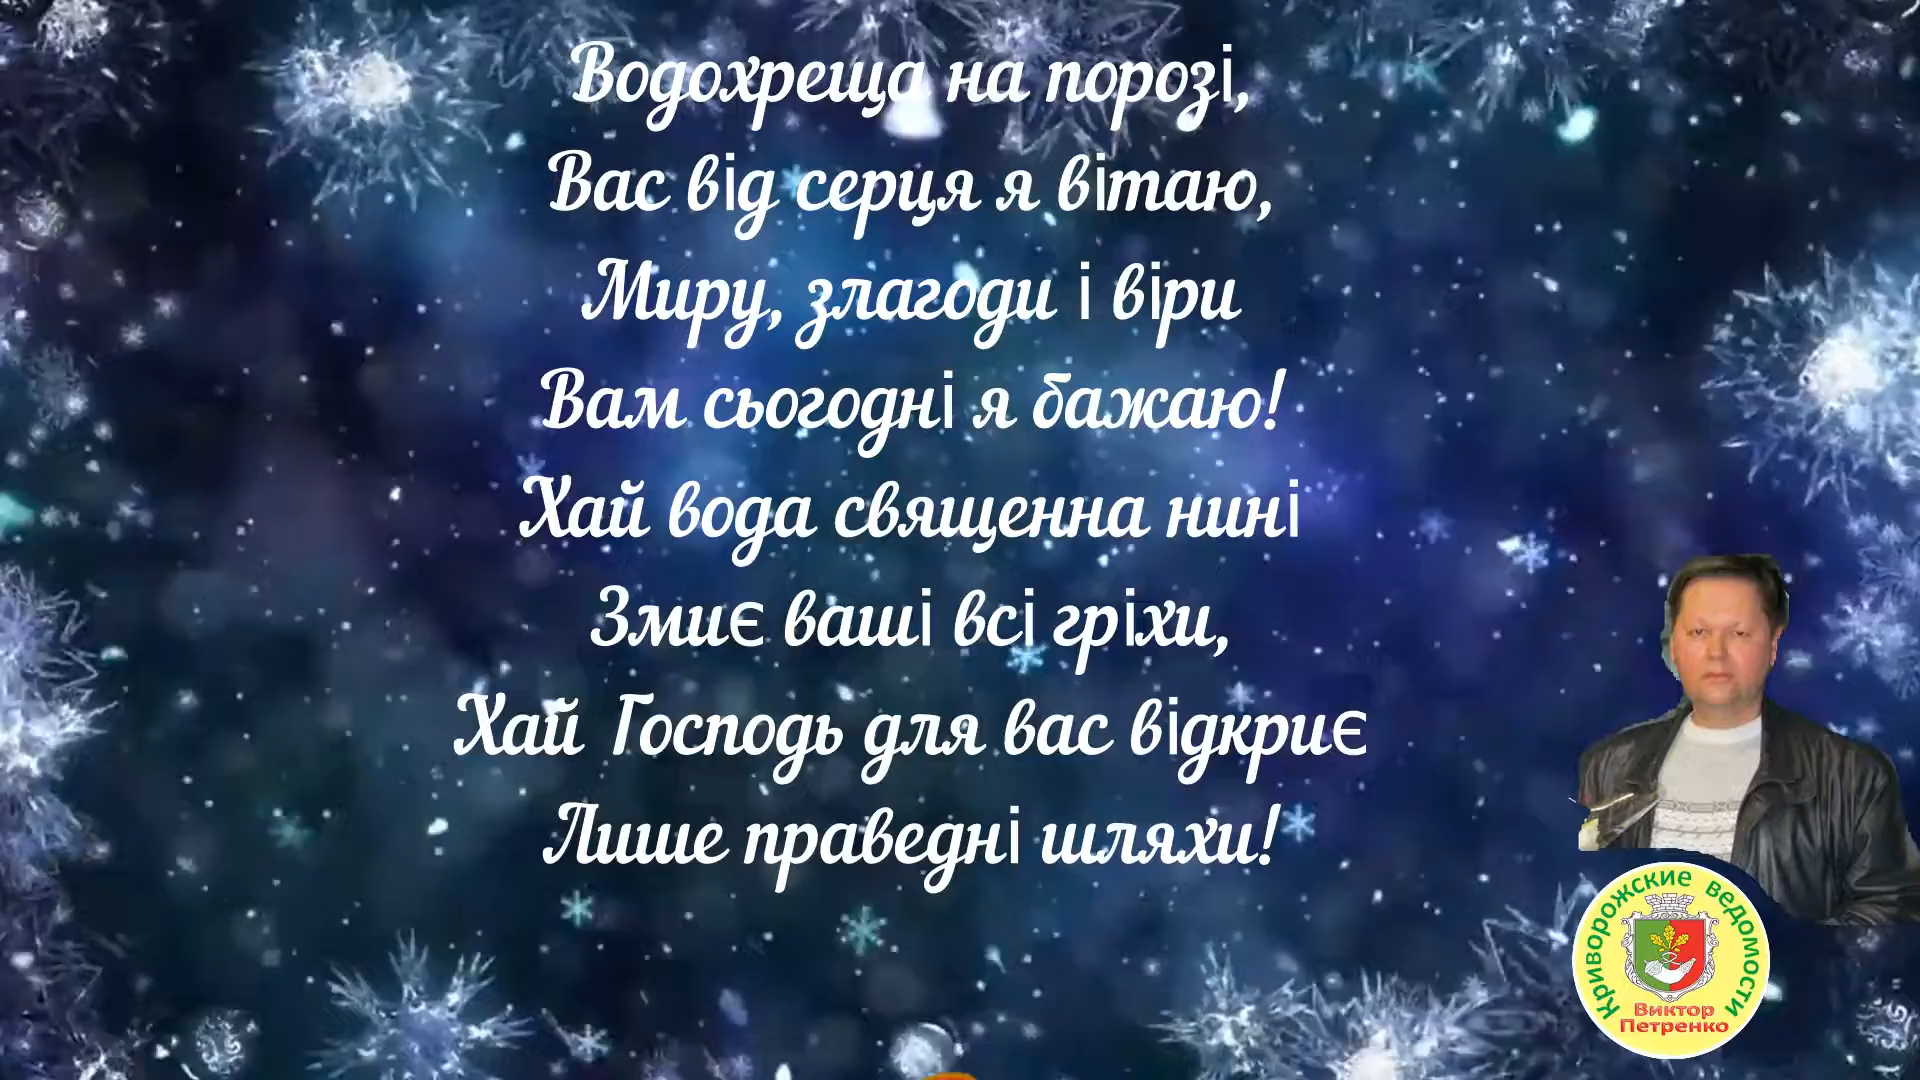 Водохреща на порозі,
Вас від серця я вітаю,
Миру, злагоди і віри
Вам сьогодні я бажаю!
Хай вода священна нині
Змиє ваші всі гріхи,
Хай Господь для вас відкриє
Лише праведні шляхи!
Криворожские ведомости
Виктор
Петренко